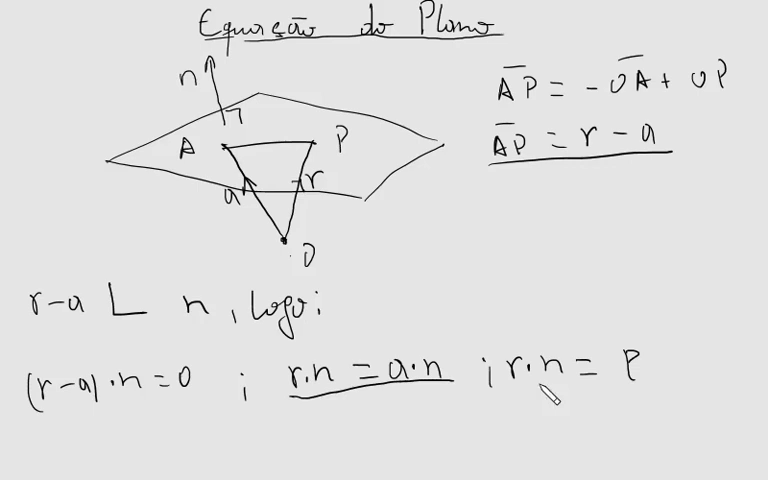 Equação do Plano
n
A
P
a
r
O
AP = -OA + OP
AP = r - a
r-a ∟ n, logo;
(r-a)·n=0 ; r.n = a.n ; r.n = P